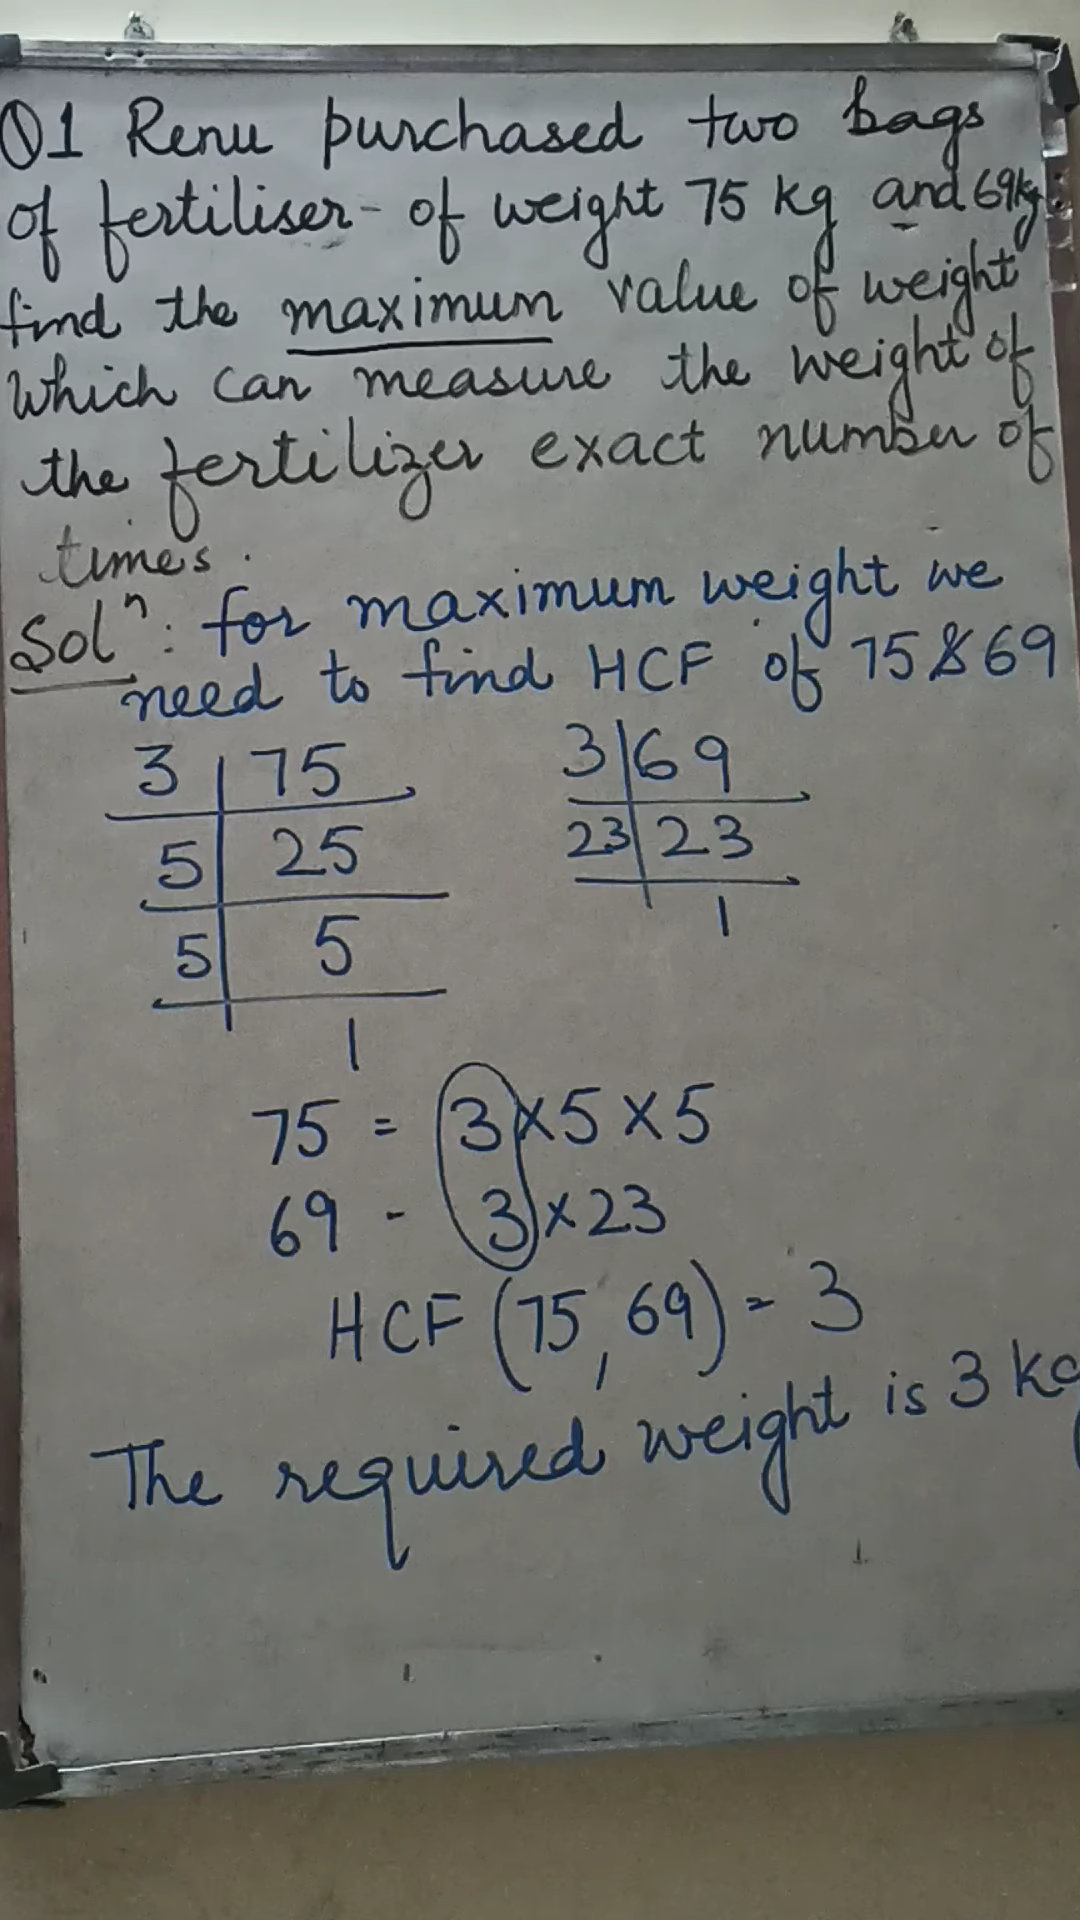 Q1 Renu purchased two bags
of fertiliser- of weight 75 kg and 69kg.
find the maximum value of weight
Which can measure the weight of
the fertilizer exact number of
times.
Solⁿ: for maximum weight we
need to find HCF of 75 & 69
3 | 75 3 | 69
5 | 25 23 | 23
5 | 5 1
1
75 = 3 × 5 × 5
69 - 3 × 23
HCF (75, 69) = 3
The required weight is 3 kg